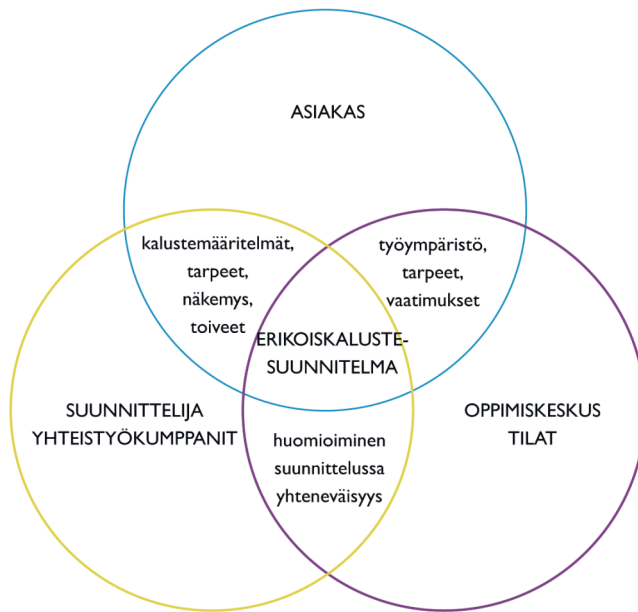 ASIAKAS
kalustemääritelmät,
tarpeet,
näkemys,
toiveet
työympäristö,
tarpeet,
vaatimukset
ERIKOISKALUSTE-
SUUNNITELMA
SUUNNITTELIJA
YHTEISTYÖKUMPPANIT
OPPIMISKESKUS
TILAT
huomioiminen
suunnittelussa
yhteneväisyys